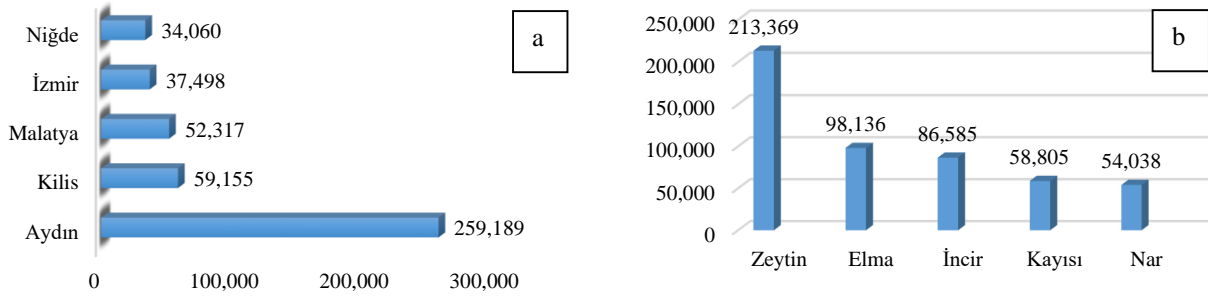 a
Niğde 34,060
İzmir 37,498
Malatya 52,317
Kilis 59,155
Aydın 259,189
0 100,000 200,000 300,000
b
250,000
200,000
150,000
100,000
50,000
0
213,369
98,136
86,585
58,805
54,038
Zeytin Elma İncir Kayısı Nar